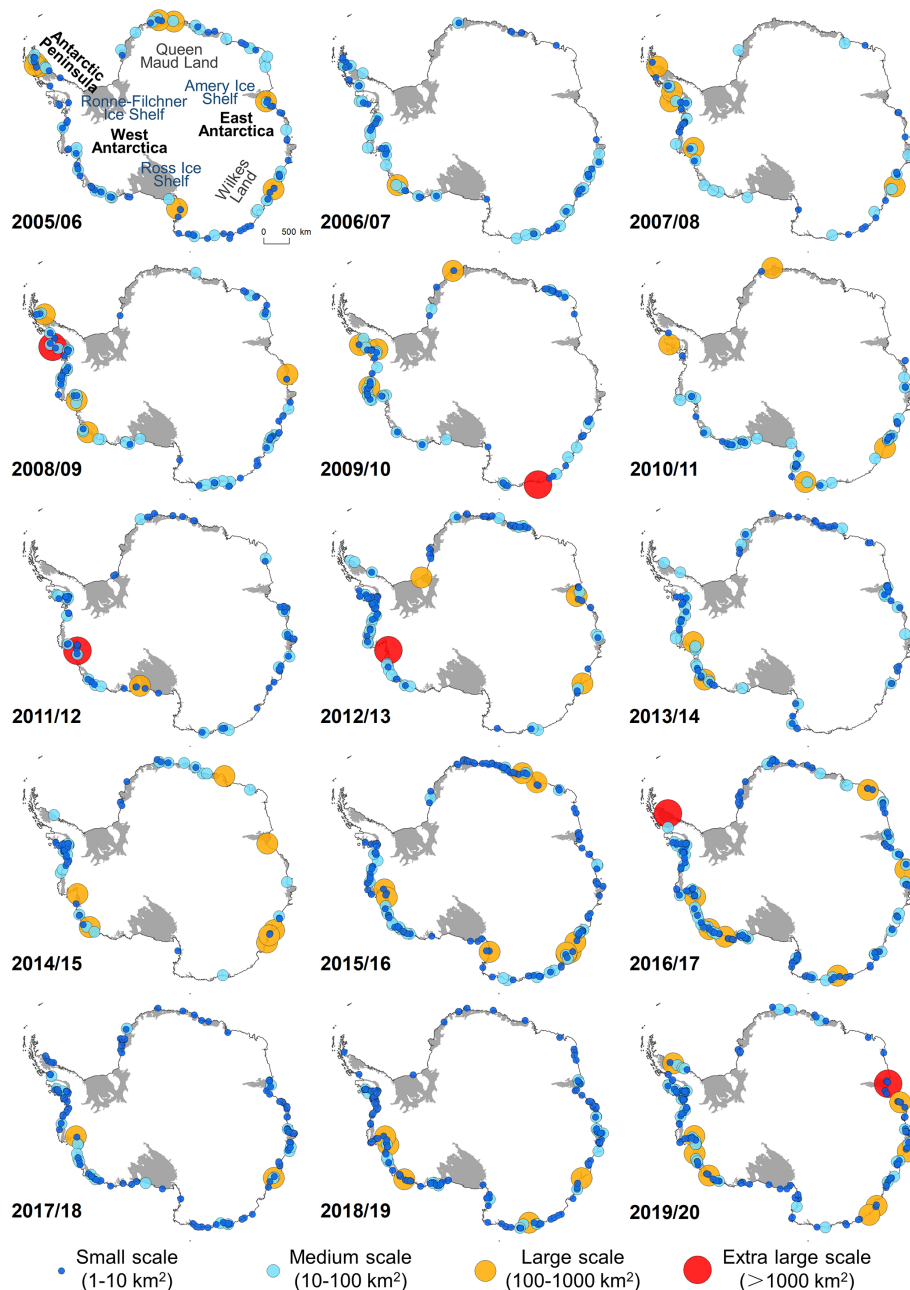 Antarctic
Peninsula
Queen
Maud Land
Ronne-Filchner
Ice Shelf
Amery Ice
Shelf
East
Antarctica
West
Antarctica
Ross Ice
Shelf
Wilkes
Land
0 500 km
2005/06
2006/07
2007/08
2008/09
2009/10
2010/11
2011/12
2012/13
2013/14
2014/15
2015/16
2016/17
2017/18
2018/19
2019/20
Small scale
(1-10 km²)
Medium scale
(10-100 km²)
Large scale
(100-1000 km²)
Extra large scale
(＞1000 km²)